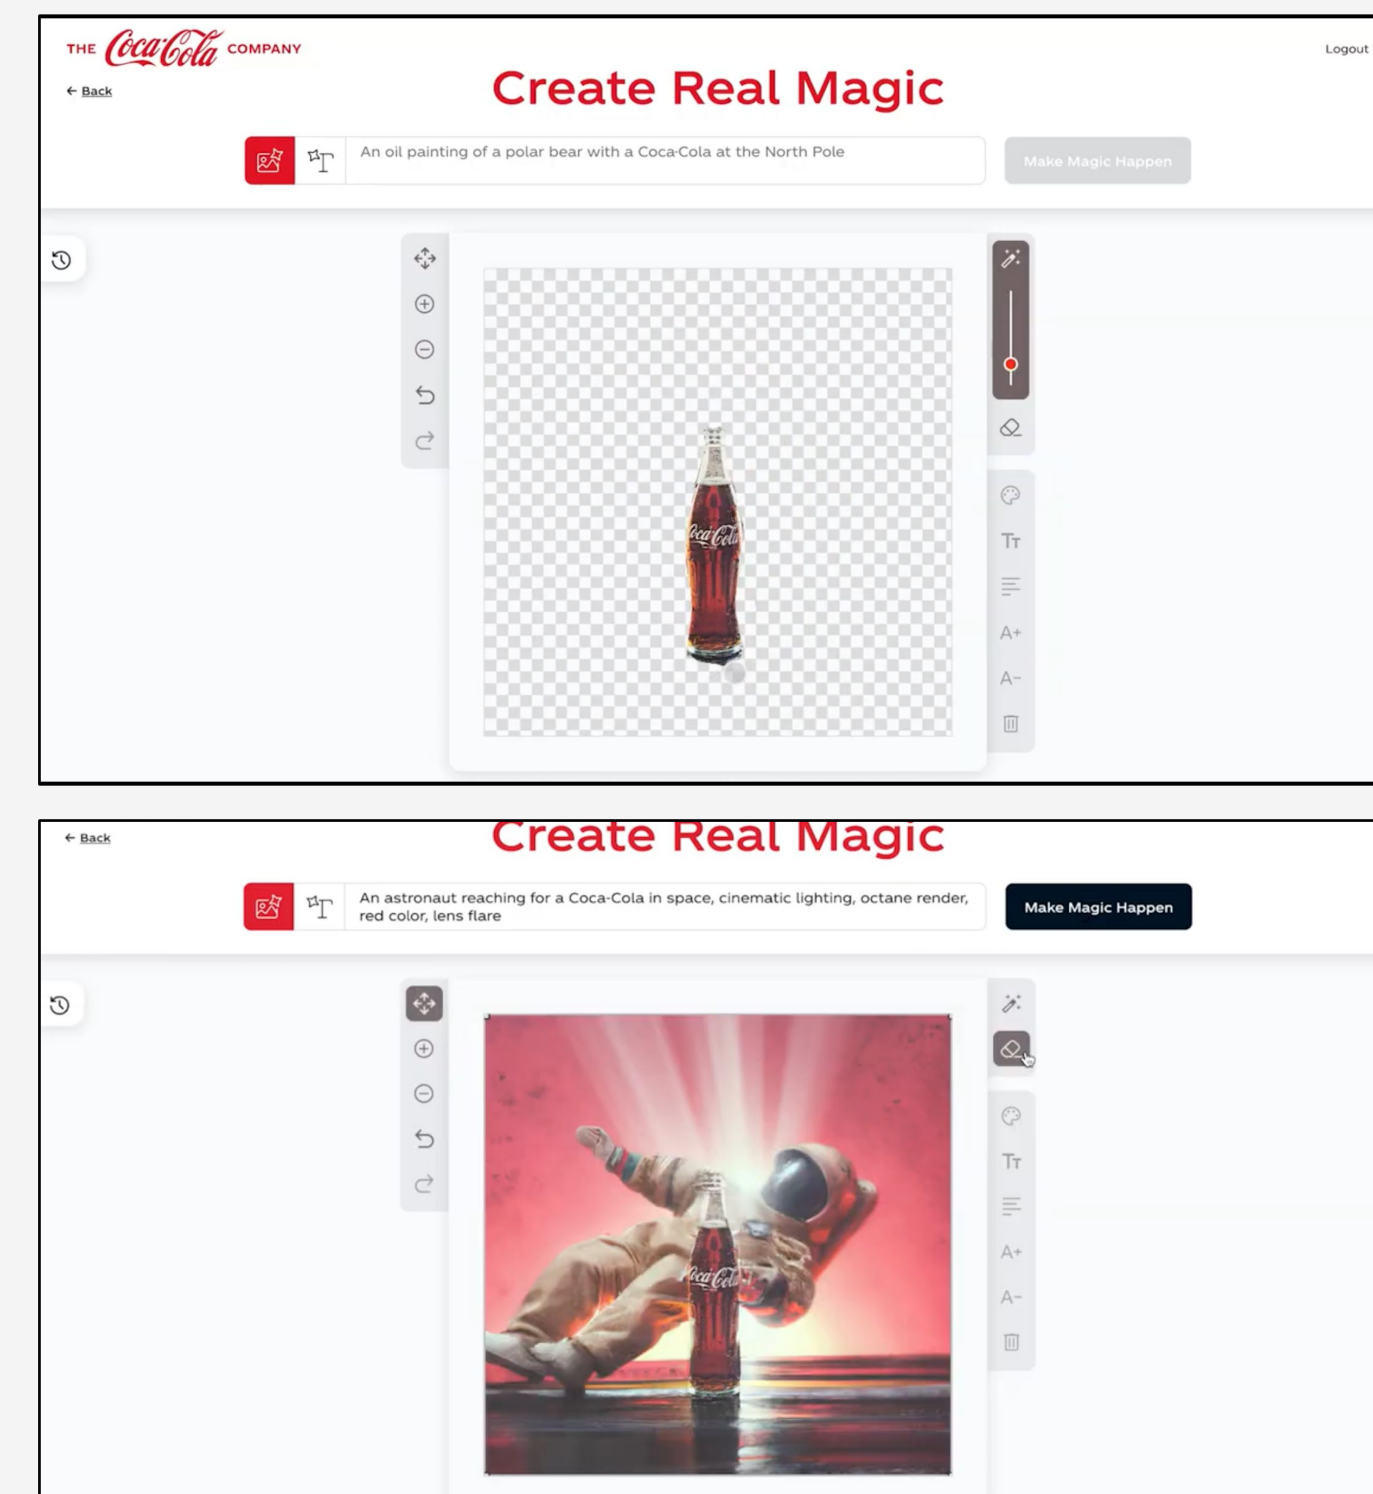 THE Coca-Cola COMPANY
Logout
← Back
Create Real Magic
An oil painting of a polar bear with a Coca-Cola at the North Pole
Make Magic Happen
Coca-Cola
TT
A+
A-
← Back
Create Real Magic
An astronaut reaching for a Coca-Cola in space, cinematic lighting, octane render,
red color, lens flare
Make Magic Happen
Coca-Cola
TT
A+
A-